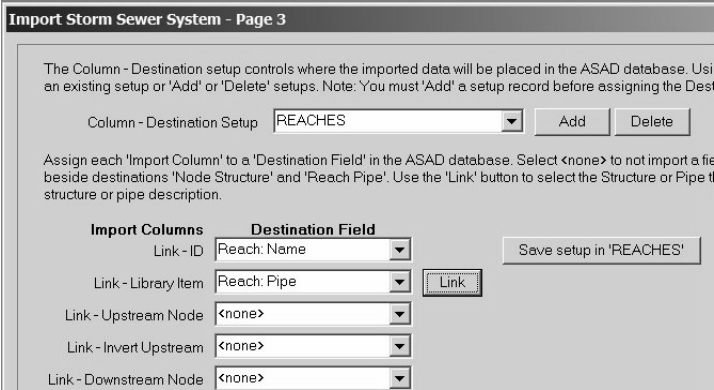 Import Storm Sewer System - Page 3
The Column - Destination setup controls where the imported data will be placed in the ASAD database. Usi
an existing setup or 'Add' or 'Delete' setups. Note: You must 'Add' a setup record before assigning the Dest
Column - Destination Setup REACHES Add Delete
Assign each 'Import Column' to a 'Destination Field' in the ASAD database. Select <none> to not import a fie
beside destinations 'Node Structure' and 'Reach Pipe'. Use the 'Link' button to select the Structure or Pipe t
structure or pipe description.
Import Columns Destination Field
Link - ID Reach: Name Save setup in 'REACHES'
Link - Library Item Reach: Pipe Link
Link - Upstream Node <none>
Link - Invert Upstream <none>
Link - Downstream Node <none>